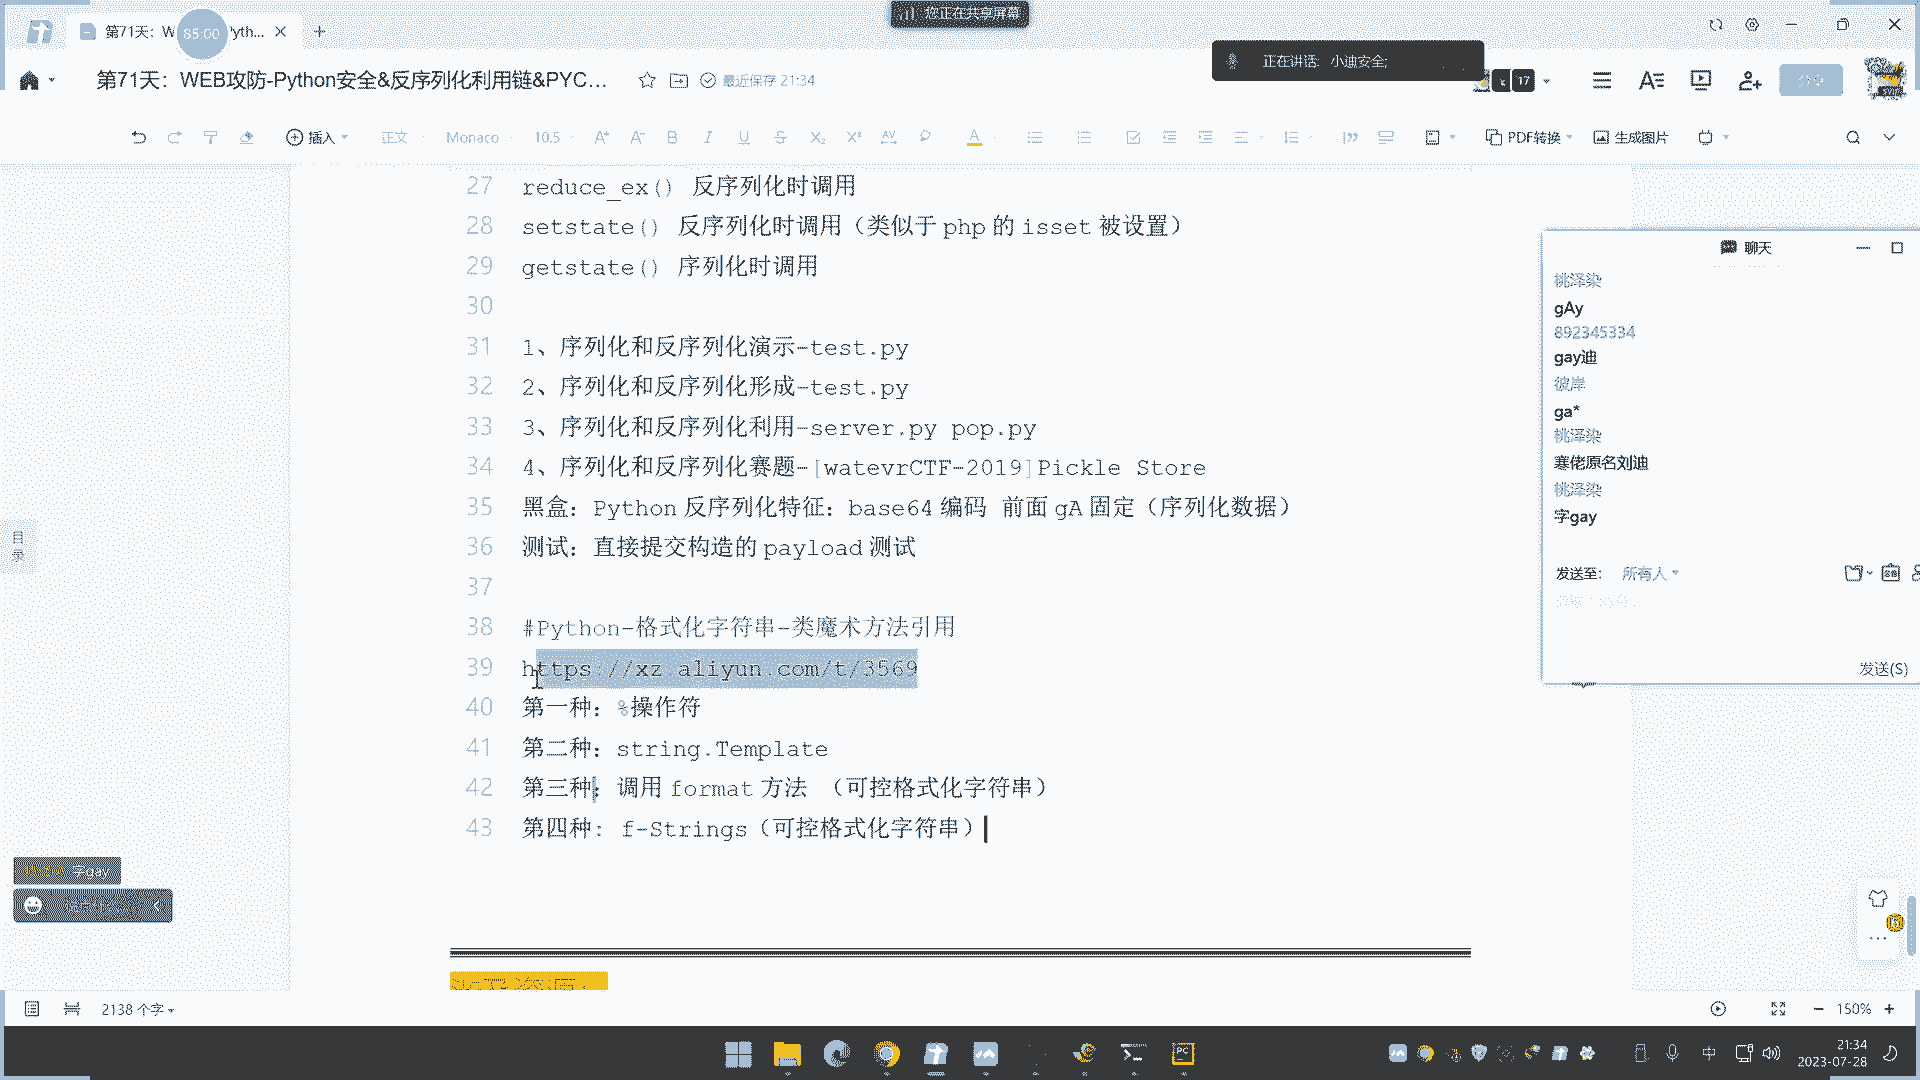 您正在共享屏幕
第71天：W
85:00
yth...
正在讲话: 小迪安全;
第71天：WEB攻防-Python安全&反序列化利用链&PYC...
最近保存 21:34
17
插入
正文
Monaco
10.5
PDF转换
生成图片
27 reduce_ex() 反序列化时调用
28 setstate() 反序列化时调用（类似于 php 的 isset 被设置）
29 getstate() 序列化时调用
30
31 1、序列化和反序列化演示-test.py
32 2、序列化和反序列化形成-test.py
33 3、序列化和反序列化利用-server.py pop.py
34 4、序列化和反序列化赛题-[watevrCTF-2019]Pickle Store
35 黑盒：Python 反序列化特征：base64 编码 前面 gA 固定（序列化数据）
36 测试：直接提交构造的 payload 测试
37
38 #Python-格式化字符串-类魔术方法引用
39 https://xz.aliyun.com/t/3569
40 第一种：%操作符
41 第二种：string.Template
42 第三种：调用 format 方法 （可控格式化字符串）
43 第四种: f-Strings（可控格式化字符串）
目录
聊天
桃泽染
gAy
892345334
gay迪
彼岸
ga*
桃泽染
寒佬原名刘迪
桃泽染
字gay
发送至: 所有人
发送(S)
字gay
2138 个字
150%
中
21:34
2023-07-28